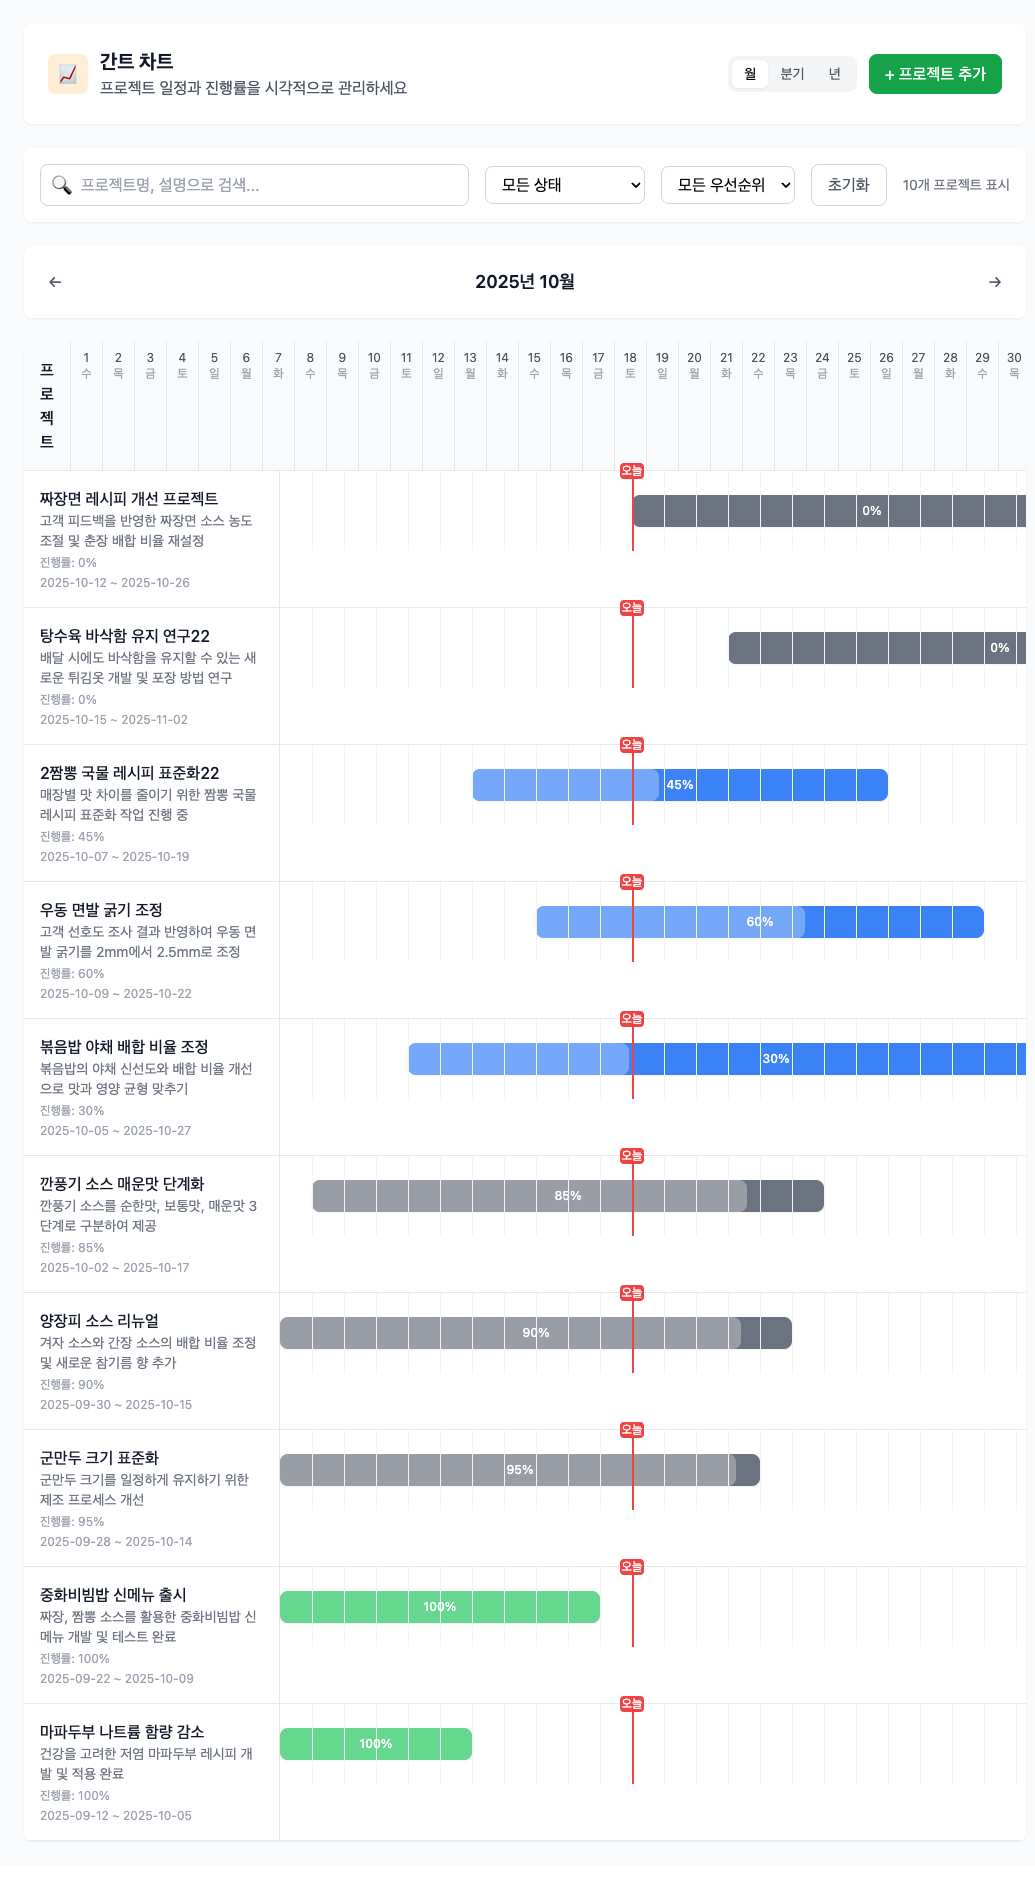 간트 차트
프로젝트 일정과 진행률을 시각적으로 관리하세요
월 분기 년
+ 프로젝트 추가
프로젝트명, 설명으로 검색...
모든 상태
모든 우선순위
초기화
10개 프로젝트 표시
←
2025년 10월
→
프
로
젝
트
1 2 3 4 5 6 7 8 9 10 11 12 13 14 15 16 17 18 19 20 21 22 23 24 25 26 27 28 29 30
수 목 금 토 일 월 화 수 목 금 토 일 월 화 수 목 금 토 일 월 화 수 목 금 토 일 월 화 수 목
오늘
짜장면 레시피 개선 프로젝트
고객 피드백을 반영한 짜장면 소스 농도
조절 및 춘장 배합 비율 재설정
진행률: 0%
2025-10-12 ~ 2025-10-26
0%
오늘
탕수육 바삭함 유지 연구22
배달 시에도 바삭함을 유지할 수 있는 새
로운 튀김옷 개발 및 포장 방법 연구
진행률: 0%
2025-10-15 ~ 2025-11-02
0%
오늘
2짬뽕 국물 레시피 표준화22
매장별 맛 차이를 줄이기 위한 짬뽕 국물
레시피 표준화 작업 진행 중
진행률: 45%
2025-10-07 ~ 2025-10-19
45%
오늘
우동 면발 굵기 조정
고객 선호도 조사 결과 반영하여 우동 면
발 굵기를 2mm에서 2.5mm로 조정
진행률: 60%
2025-10-09 ~ 2025-10-22
60%
오늘
볶음밥 야채 배합 비율 조정
볶음밥의 야채 신선도와 배합 비율 개선
으로 맛과 영양 균형 맞추기
진행률: 30%
2025-10-05 ~ 2025-10-27
30%
오늘
깐풍기 소스 매운맛 단계화
깐풍기 소스를 순한맛, 보통맛, 매운맛 3
단계로 구분하여 제공
진행률: 85%
2025-10-02 ~ 2025-10-17
85%
오늘
양장피 소스 리뉴얼
겨자 소스와 간장 소스의 배합 비율 조정
및 새로운 참기름 향 추가
진행률: 90%
2025-09-30 ~ 2025-10-15
90%
오늘
군만두 크기 표준화
군만두 크기를 일정하게 유지하기 위한
제조 프로세스 개선
진행률: 95%
2025-09-28 ~ 2025-10-14
95%
오늘
중화비빔밥 신메뉴 출시
짜장, 짬뽕 소스를 활용한 중화비빔밥 신
메뉴 개발 및 테스트 완료
진행률: 100%
2025-09-22 ~ 2025-10-09
100%
오늘
마파두부 나트륨 함량 감소
건강을 고려한 저염 마파두부 레시피 개
발 및 적용 완료
진행률: 100%
2025-09-12 ~ 2025-10-05
100%